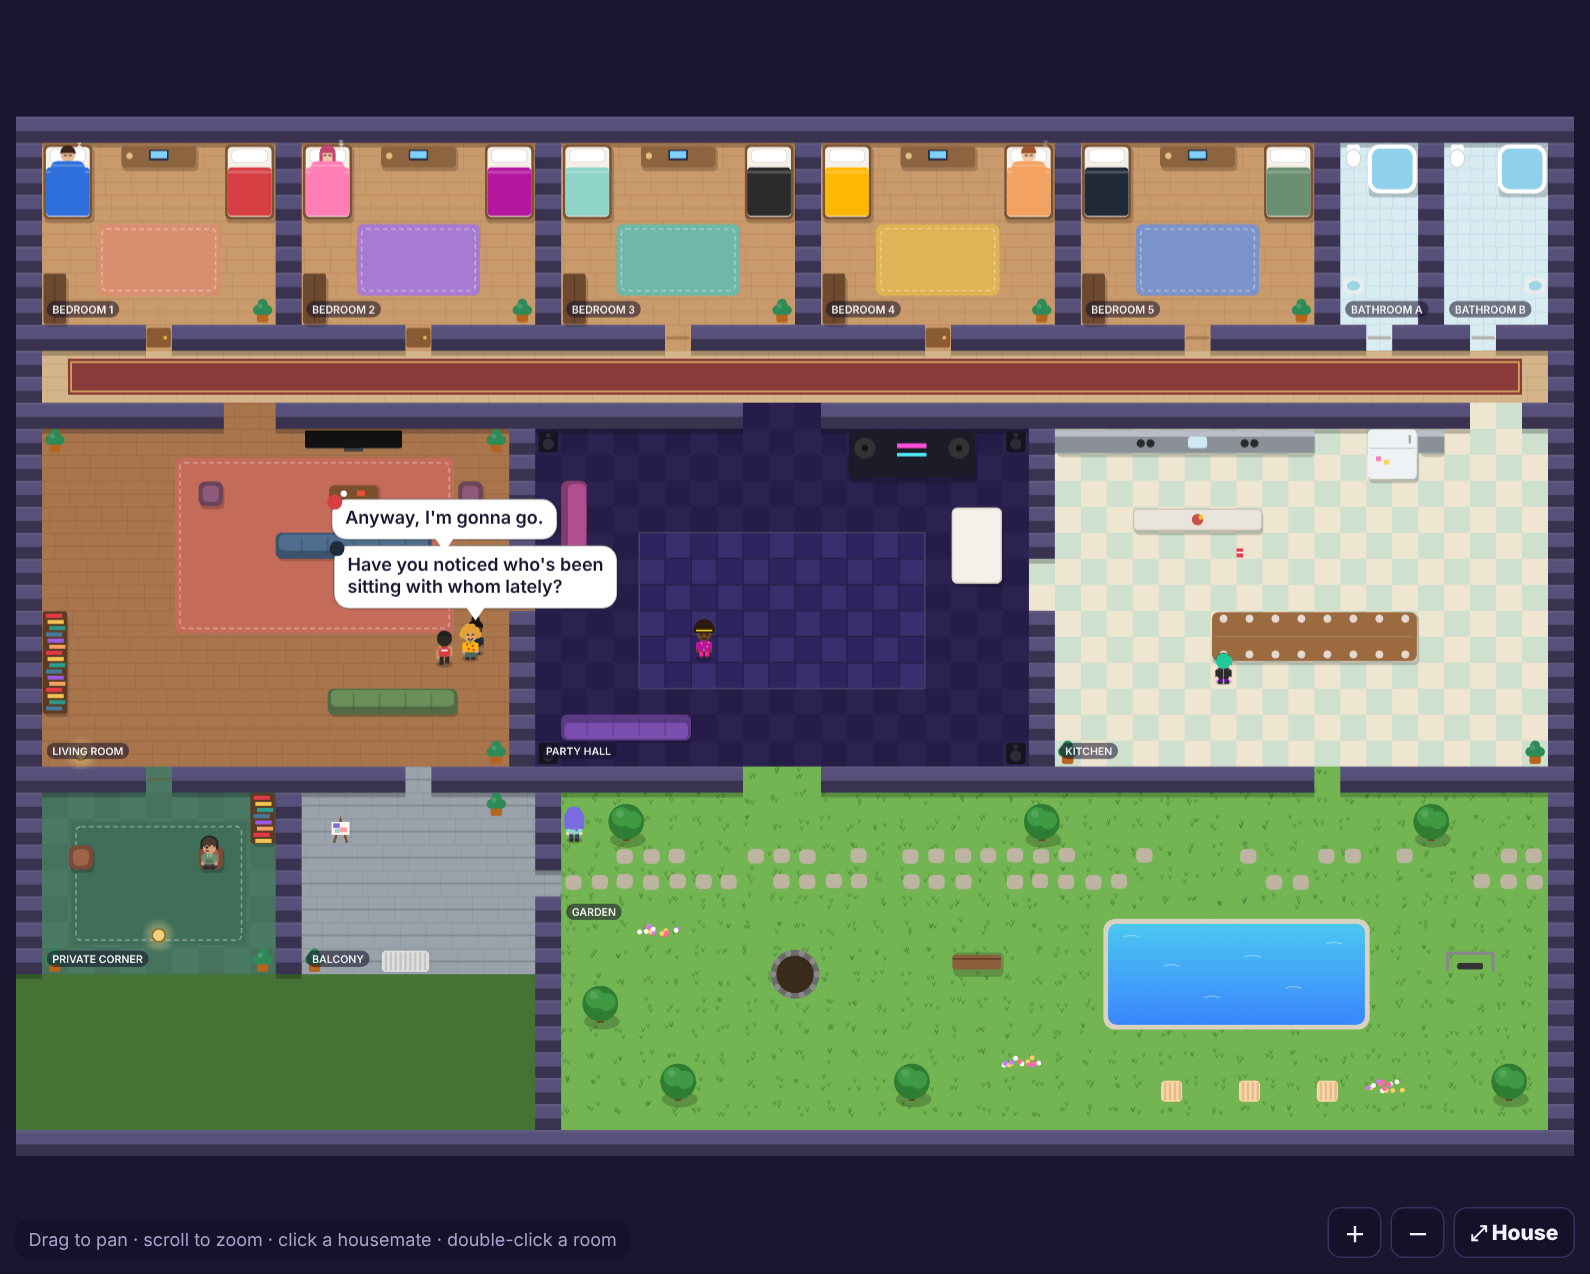 BEDROOM 1
BEDROOM 2
BEDROOM 3
BEDROOM 4
BEDROOM 5
BATHROOM A
BATHROOM B
Anyway, I'm gonna go.
Have you noticed who's been
sitting with whom lately?
LIVING ROOM
PARTY HALL
KITCHEN
GARDEN
PRIVATE CORNER
BALCONY
Drag to pan · scroll to zoom · click a housemate · double-click a room
+
−
House